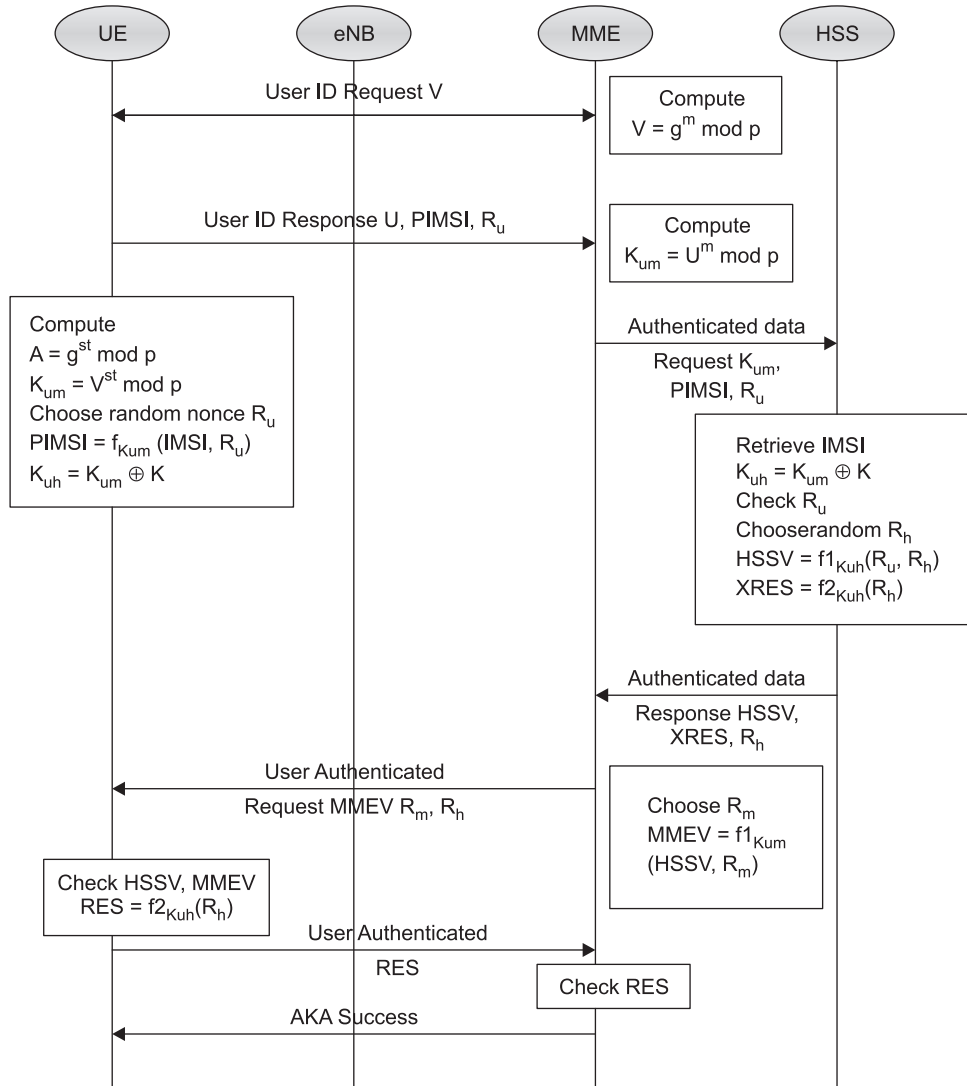 UE
eNB
MME
HSS
User ID Request V
Compute
V = g^m mod p
User ID Response U, PIMSI, R_u
Compute
K_um = U^m mod p
Compute
A = g^st mod p
K_um = V^st mod p
Choose random nonce R_u
PIMSI = f_Kum (IMSI, R_u)
K_uh = K_um ⊕ K
Authenticated data
Request K_um,
PIMSI, R_u
Retrieve IMSI
K_uh = K_um ⊕ K
Check R_u
Chooserandom R_h
HSSV = f1_Kuh(R_u, R_h)
XRES = f2_Kuh(R_h)
Authenticated data
Response HSSV,
XRES, R_h
User Authenticated
Request MMEV R_m, R_h
Choose R_m
MMEV = f1_Kum
(HSSV, R_m)
Check HSSV, MMEV
RES = f2_Kuh(R_h)
User Authenticated
RES
Check RES
AKA Success